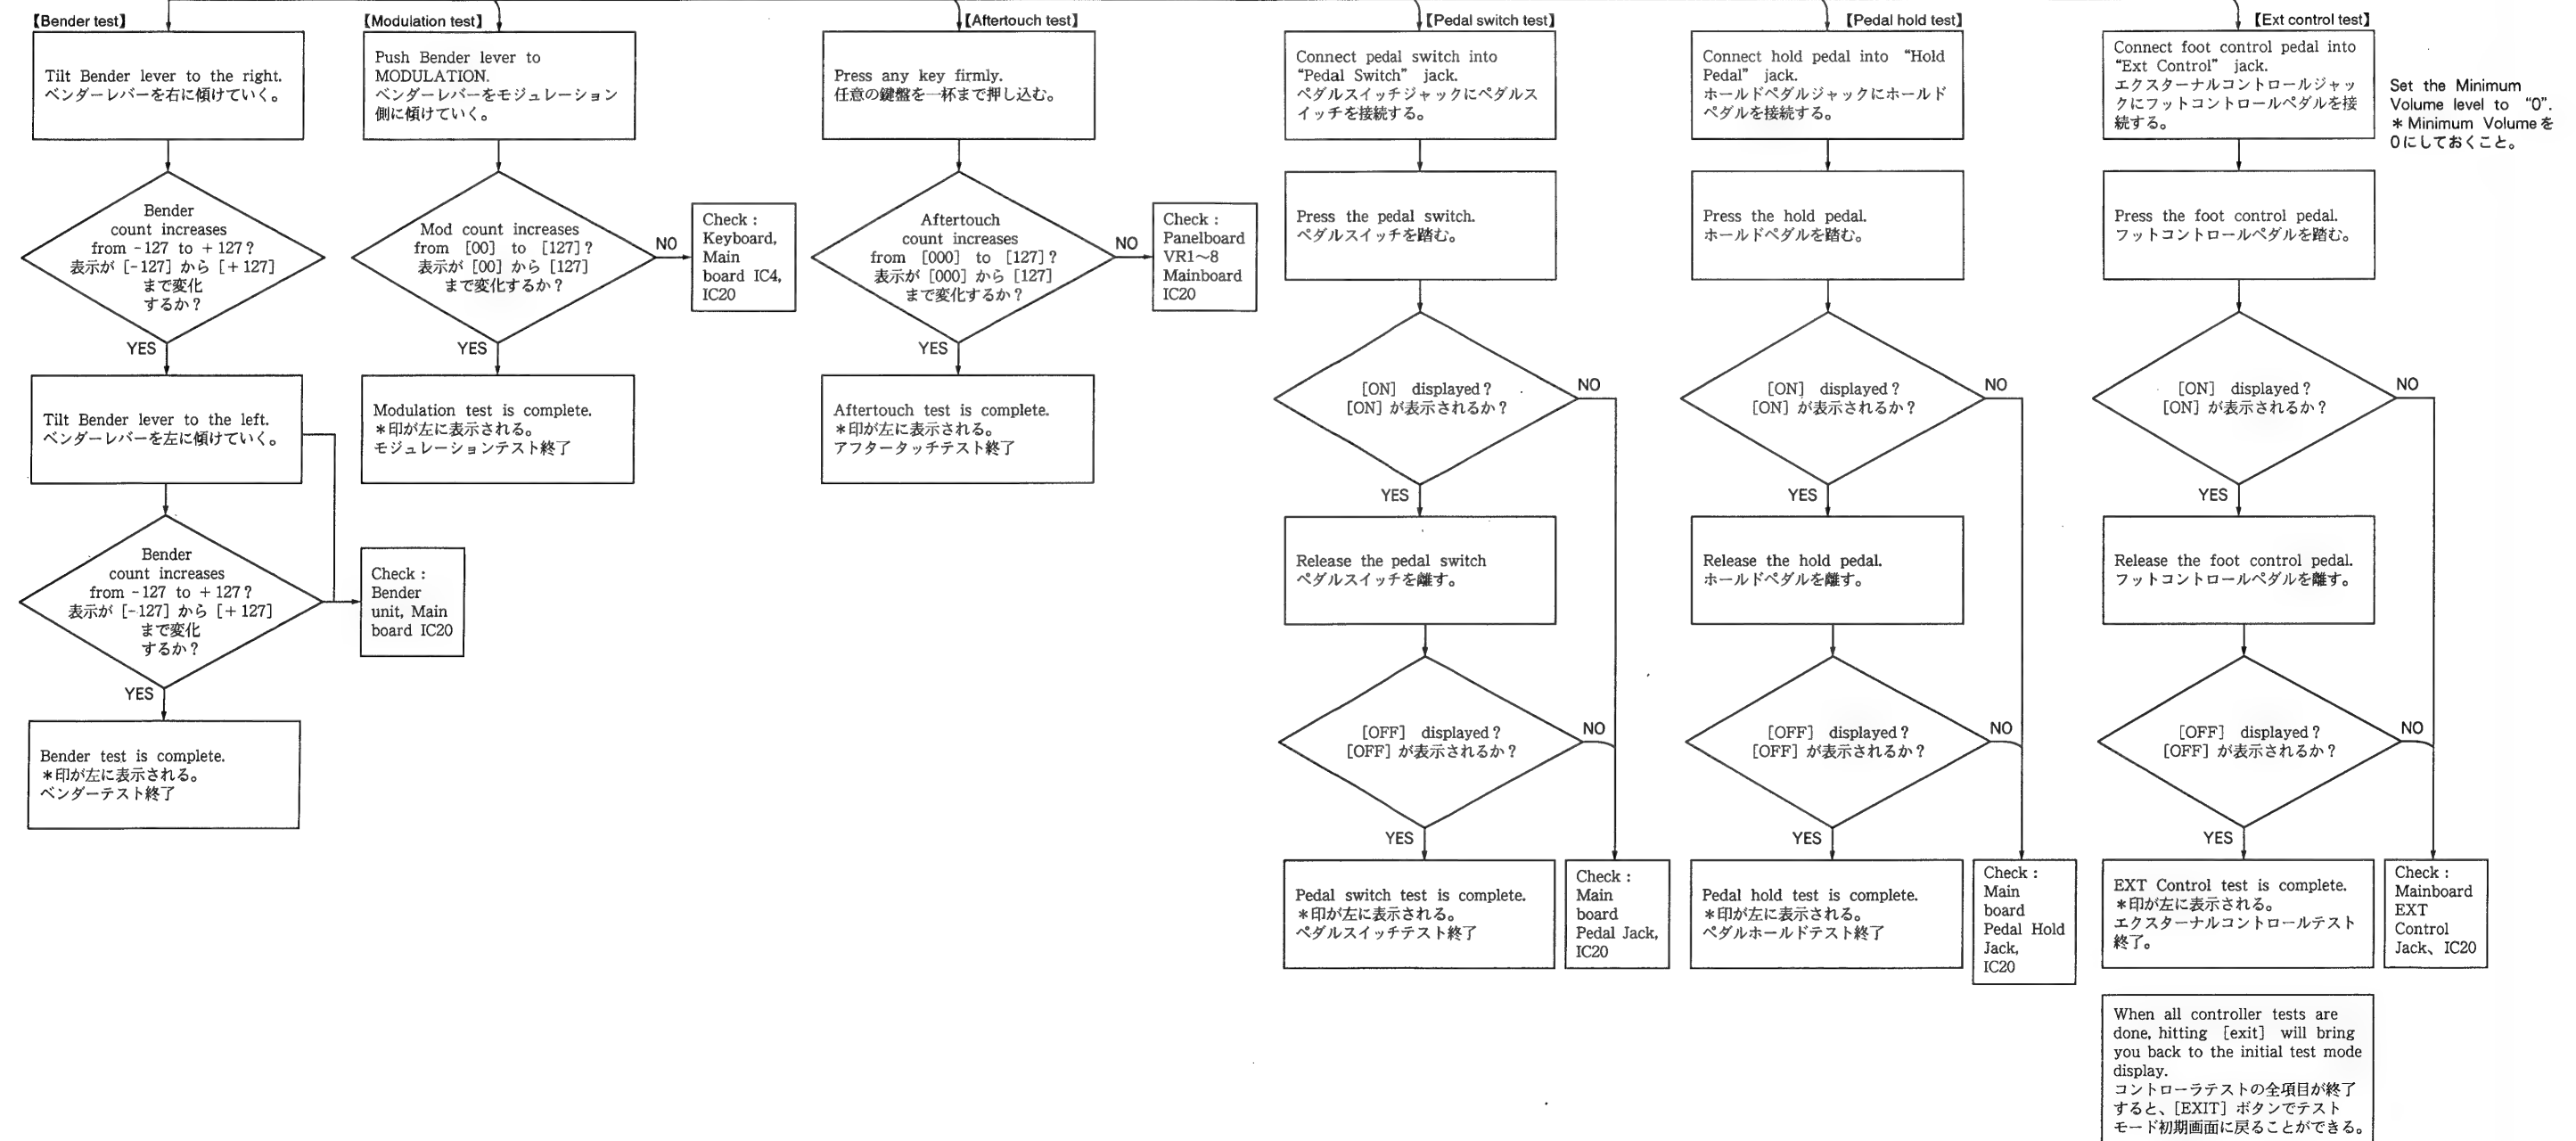 【Bender test】
Tilt Bender lever to the right.
ベンダーレバーを右に傾けていく。
Bender
count increases
from -127 to +127?
表示が [-127] から [+127]
まで変化
するか?
YES
Tilt Bender lever to the left.
ベンダーレバーを左に傾けていく。
Bender
count increases
from -127 to +127?
表示が [-127] から [+127]
まで変化
するか?
Check :
Bender
unit, Main
board IC20
YES
Bender test is complete.
*印が左に表示される。
ベンダーテスト終了
【Modulation test】
Push Bender lever to
MODULATION.
ベンダーレバーをモジュレーション
側に傾けていく。
Mod count increases
from [00] to [127]?
表示が [00] から [127]
まで変化するか?
NO
Check :
Keyboard,
Main
board IC4,
IC20
YES
Modulation test is complete.
*印が左に表示される。
モジュレーションテスト終了
【Aftertouch test】
Press any key firmly.
任意の鍵盤を一杯まで押し込む。
Aftertouch
count increases
from [000] to [127]?
表示が [000] から [127]
まで変化するか?
NO
Check :
Panelboard
VR1~8
Mainboard
IC20
YES
Aftertouch test is complete.
*印が左に表示される。
アフタータッチテスト終了
【Pedal switch test】
Connect pedal switch into
“Pedal Switch” jack.
ペダルスイッチジャックにペダルス
イッチを接続する。
Press the pedal switch.
ペダルスイッチを踏む。
[ON] displayed?
[ON] が表示されるか?
NO
YES
Release the pedal switch
ペダルスイッチを離す。
[OFF] displayed?
[OFF] が表示されるか?
NO
YES
Pedal switch test is complete.
*印が左に表示される。
ペダルスイッチテスト終了
Check :
Main
board
Pedal Jack,
IC20
【Pedal hold test】
Connect hold pedal into “Hold
Pedal” jack.
ホールドペダルジャックにホールド
ペダルを接続する。
Press the hold pedal.
ホールドペダルを踏む。
[ON] displayed?
[ON] が表示されるか?
NO
YES
Release the hold pedal.
ホールドペダルを離す。
[OFF] displayed?
[OFF] が表示されるか?
NO
YES
Pedal hold test is complete.
*印が左に表示される。
ペダルホールドテスト終了
Check :
Main
board
Pedal Hold
Jack,
IC20
【Ext control test】
Connect foot control pedal into
“Ext Control” jack.
エクスターナルコントロールジャッ
クにフットコントロールペダルを接
続する。
Set the Minimum
Volume level to “0”.
* Minimum Volumeを
0にしておくこと。
Press the foot control pedal.
フットコントロールペダルを踏む。
[ON] displayed?
[ON] が表示されるか?
NO
YES
Release the foot control pedal.
フットコントロールペダルを離す。
[OFF] displayed?
[OFF] が表示されるか?
NO
YES
EXT Control test is complete.
*印が左に表示される。
エクスターナルコントロールテスト
終了。
Check :
Mainboard
EXT
Control
Jack、IC20
When all controller tests are
done, hitting [exit] will bring
you back to the initial test mode
display.
コントローラテストの全項目が終了
すると、[EXIT] ボタンでテスト
モード初期画面に戻ることができる。